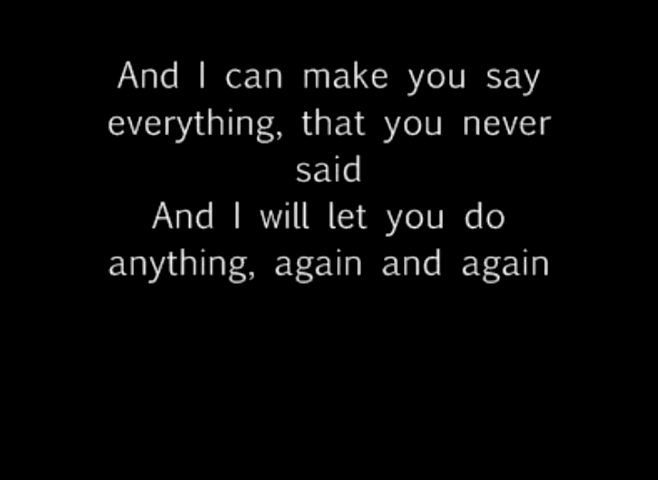 And I can make you say
everything, that you never
said
And I will let you do
anything, again and again